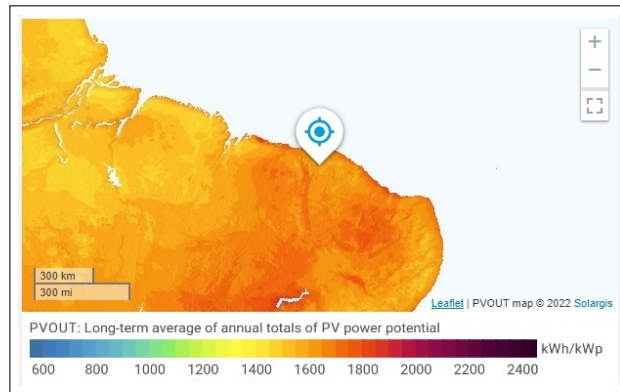 +
−
300 km
300 mi
Leaflet | PVOUT map © 2022 Solargis
PVOUT: Long-term average of annual totals of PV power potential
kWh/kWp
600 800 1000 1200 1400 1600 1800 2000 2200 2400